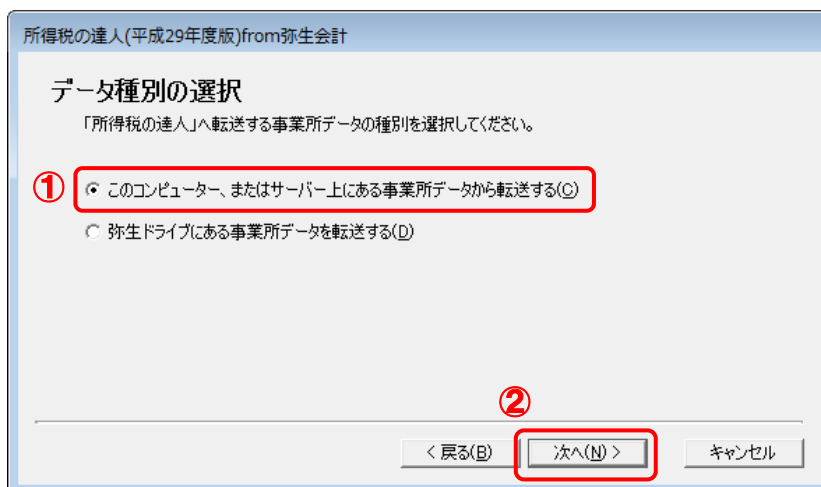 所得税の達人(平成29年度版)from弥生会計
データ種別の選択
「所得税の達人」へ転送する事業所データの種別を選択してください。
① このコンピューター、またはサーバー上にある事業所データから転送する(C)
弥生ドライブにある事業所データを転送する(D)
②
< 戻る(B) 次へ(N) > キャンセル